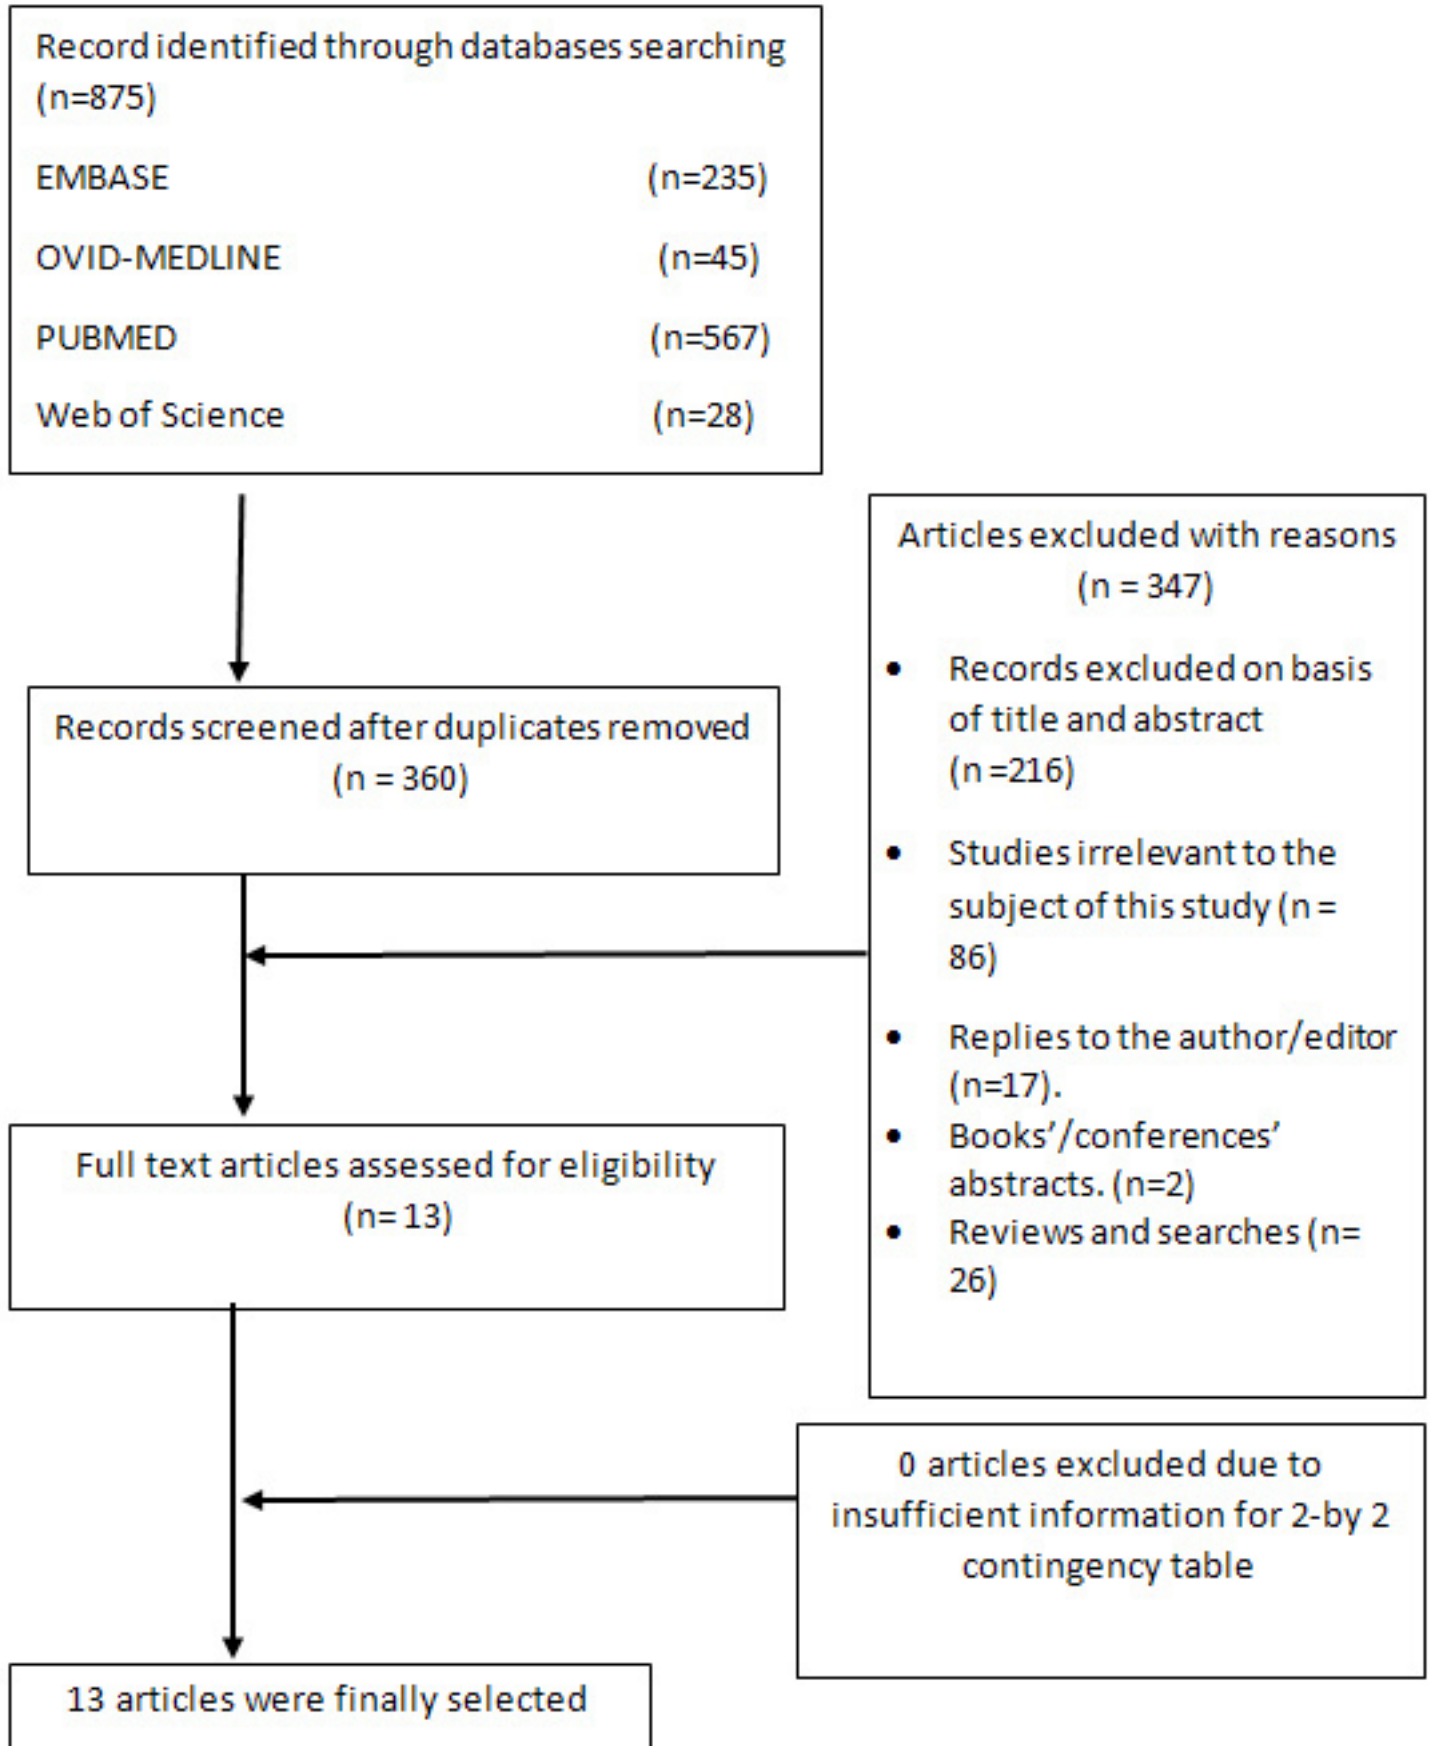 Record identified through databases searching
(n=875)
EMBASE (n=235)
OVID-MEDLINE (n=45)
PUBMED (n=567)
Web of Science (n=28)
Records screened after duplicates removed
(n = 360)
Articles excluded with reasons
(n = 347)
• Records excluded on basis
of title and abstract
(n =216)
• Studies irrelevant to the
subject of this study (n =
86)
• Replies to the author/editor
(n=17).
• Books’/conferences’
abstracts. (n=2)
• Reviews and searches (n=
26)
Full text articles assessed for eligibility
(n= 13)
0 articles excluded due to
insufficient information for 2-by 2
contingency table
13 articles were finally selected